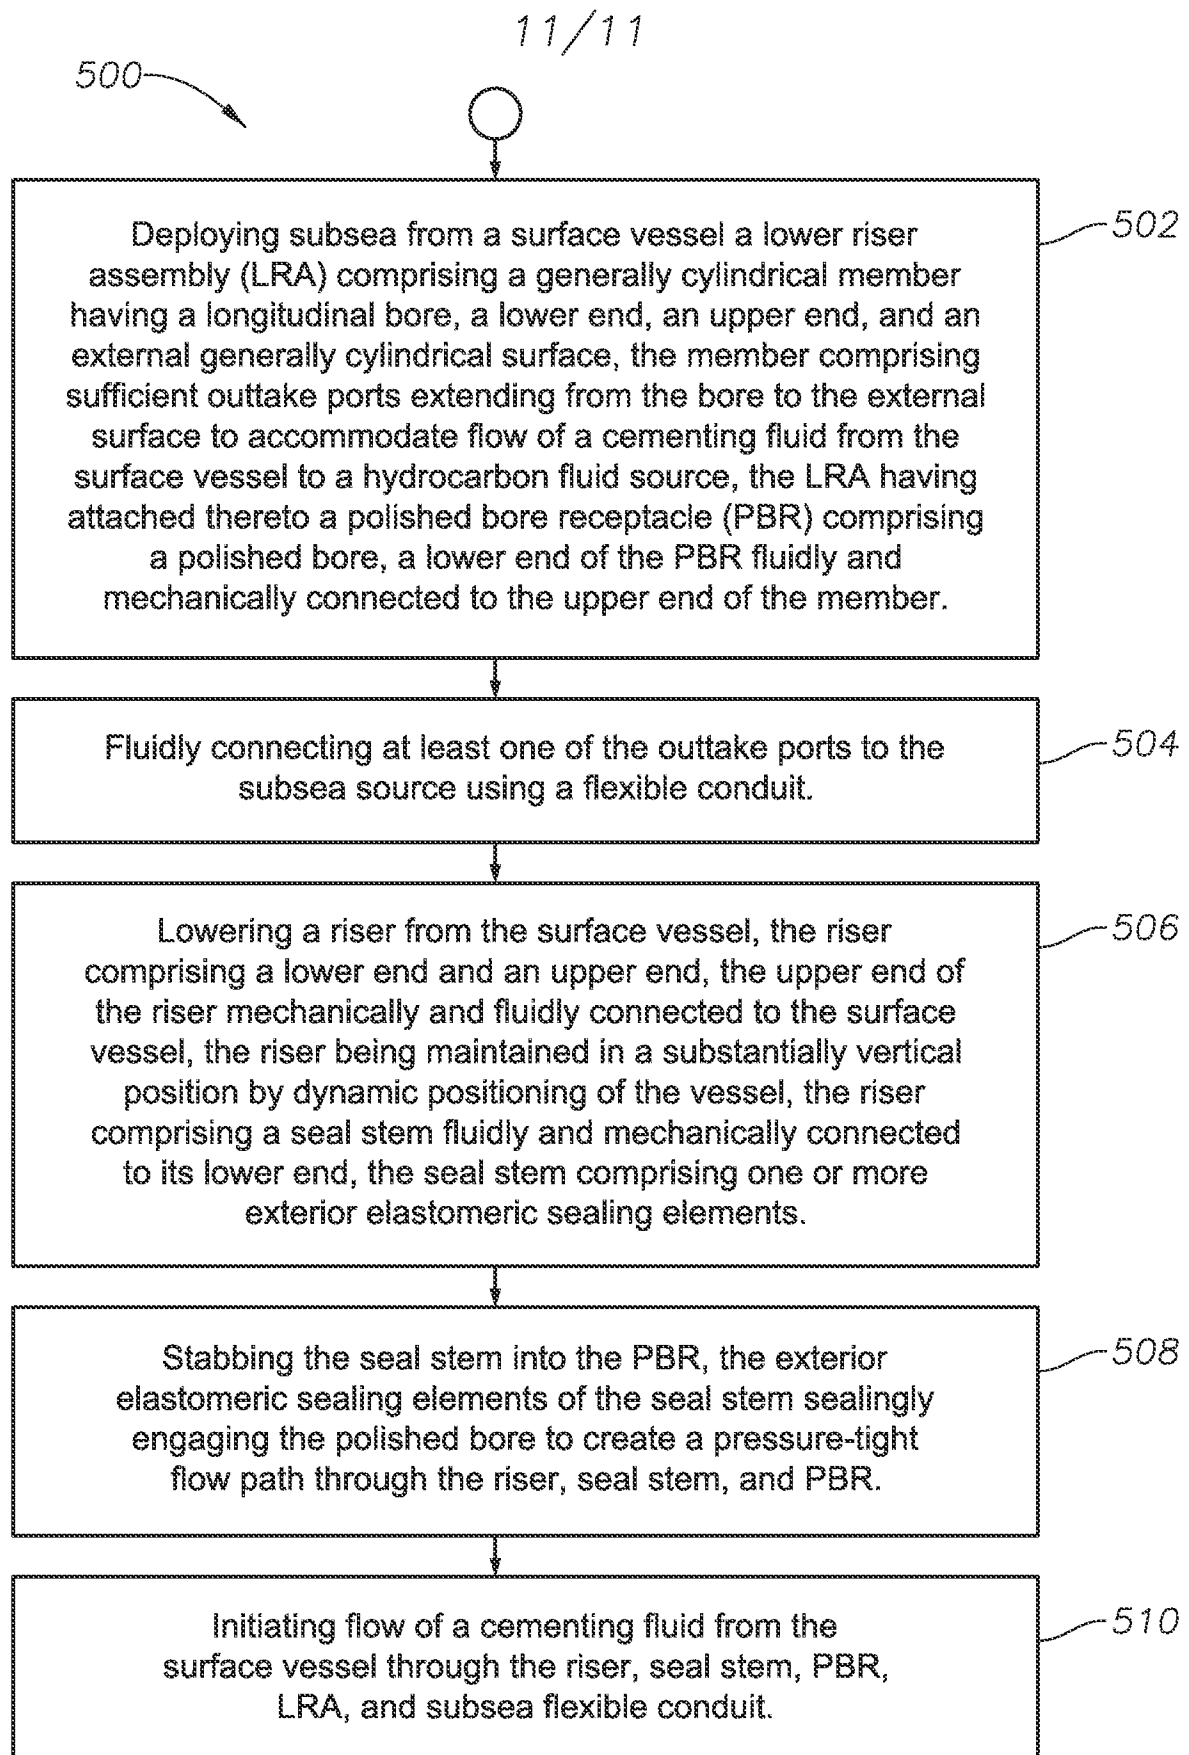 11/11
500
Deploying subsea from a surface vessel a lower riser
assembly (LRA) comprising a generally cylindrical member
having a longitudinal bore, a lower end, an upper end, and an
external generally cylindrical surface, the member comprising
sufficient outtake ports extending from the bore to the external
surface to accommodate flow of a cementing fluid from the
surface vessel to a hydrocarbon fluid source, the LRA having
attached thereto a polished bore receptacle (PBR) comprising
a polished bore, a lower end of the PBR fluidly and
mechanically connected to the upper end of the member.
502
Fluidly connecting at least one of the outtake ports to the
subsea source using a flexible conduit.
504
Lowering a riser from the surface vessel, the riser
comprising a lower end and an upper end, the upper end of
the riser mechanically and fluidly connected to the surface
vessel, the riser being maintained in a substantially vertical
position by dynamic positioning of the vessel, the riser
comprising a seal stem fluidly and mechanically connected
to its lower end, the seal stem comprising one or more
exterior elastomeric sealing elements.
506
Stabbing the seal stem into the PBR, the exterior
elastomeric sealing elements of the seal stem sealingly
engaging the polished bore to create a pressure-tight
flow path through the riser, seal stem, and PBR.
508
Initiating flow of a cementing fluid from the
surface vessel through the riser, seal stem, PBR,
LRA, and subsea flexible conduit.
510